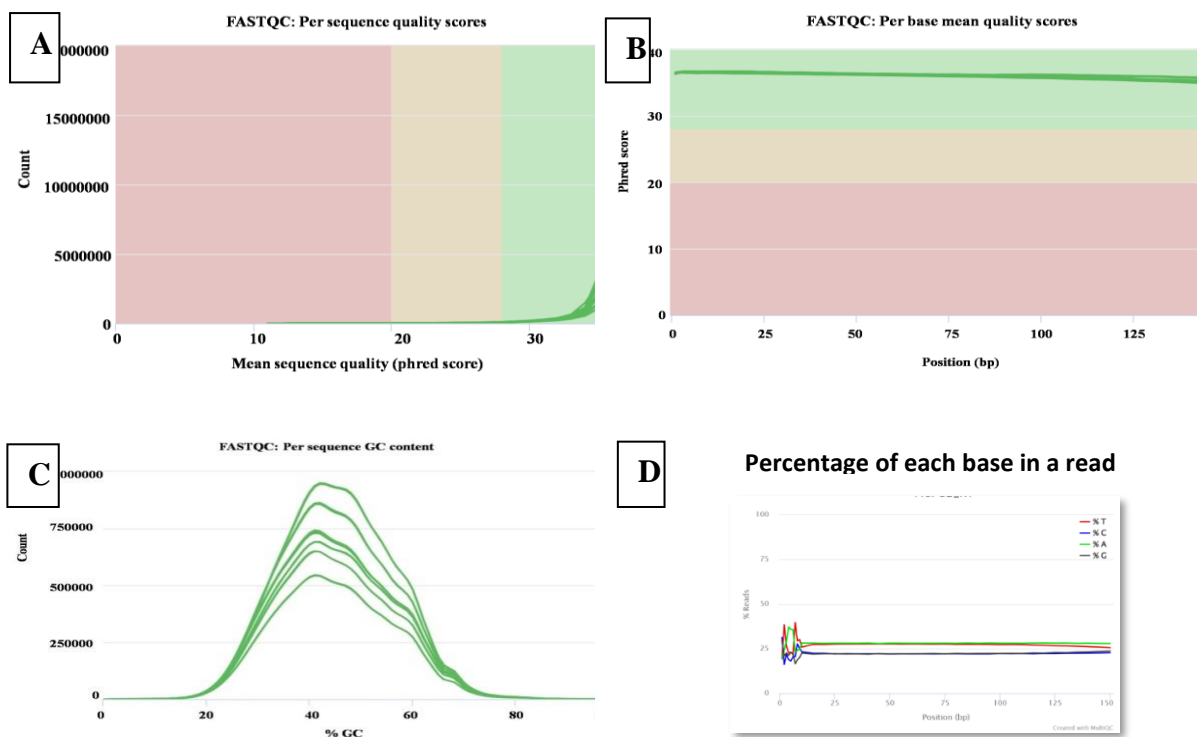 A
FASTQC: Per sequence quality scores
000000
15000000
10000000
5000000
0
Count
0 10 20 30
Mean sequence quality (phred score)
B
FASTQC: Per base mean quality scores
40
30
20
10
0
Phred score
0 25 50 75 100 125
Position (bp)
C
FASTQC: Per sequence GC content
000000
750000
500000
250000
0
Count
0 20 40 60 80
% GC
D
Percentage of each base in a read
100
75
50
25
0
% Reads
% T
% C
% A
% G
0 25 50 75 100 125 150
Position (bp)
Created with MultiQC